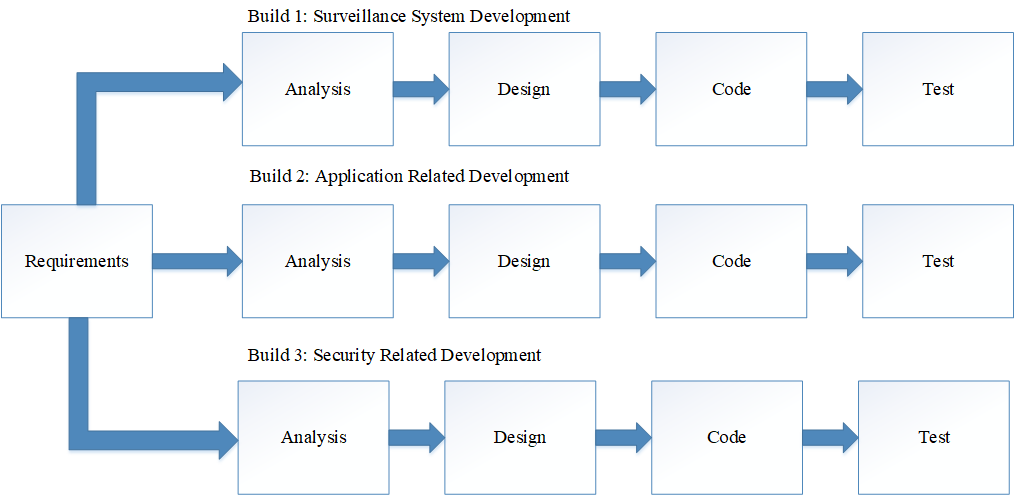 Build 1: Surveillance System Development
Analysis
Design
Code
Test
Build 2: Application Related Development
Requirements
Analysis
Design
Code
Test
Build 3: Security Related Development
Analysis
Design
Code
Test